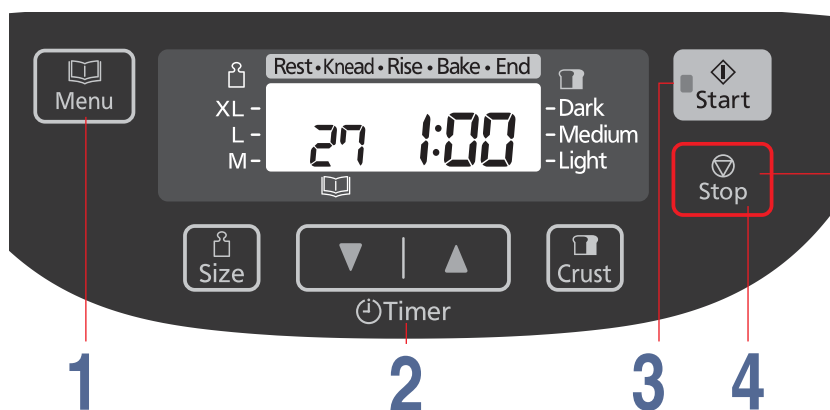 Menu
Rest • Knead • Rise • Bake • End
XL
L
M
27 1:00
Dark
Medium
Light
Start
Stop
Size
Timer
Crust
1
2
3
4